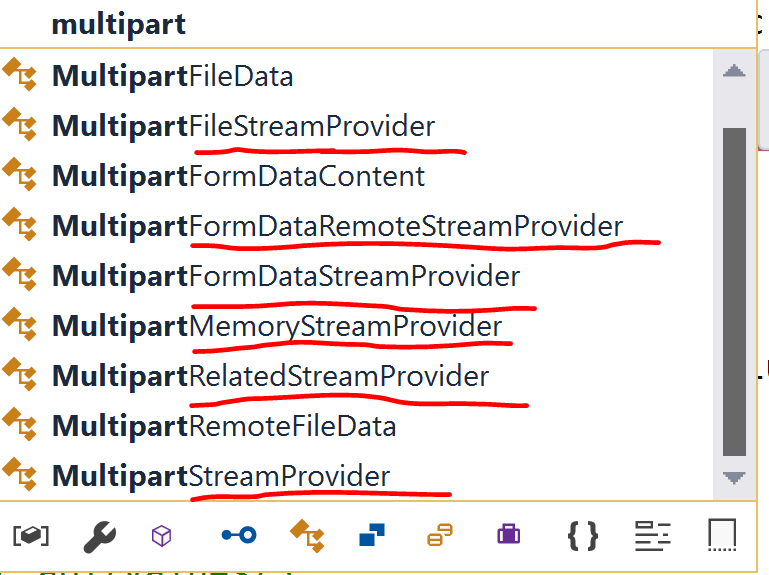 multipart
MultipartFileData
MultipartFileStreamProvider
MultipartFormDataContent
MultipartFormDataRemoteStreamProvider
MultipartFormDataStreamProvider
MultipartMemoryStreamProvider
MultipartRelatedStreamProvider
MultipartRemoteFileData
MultipartStreamProvider